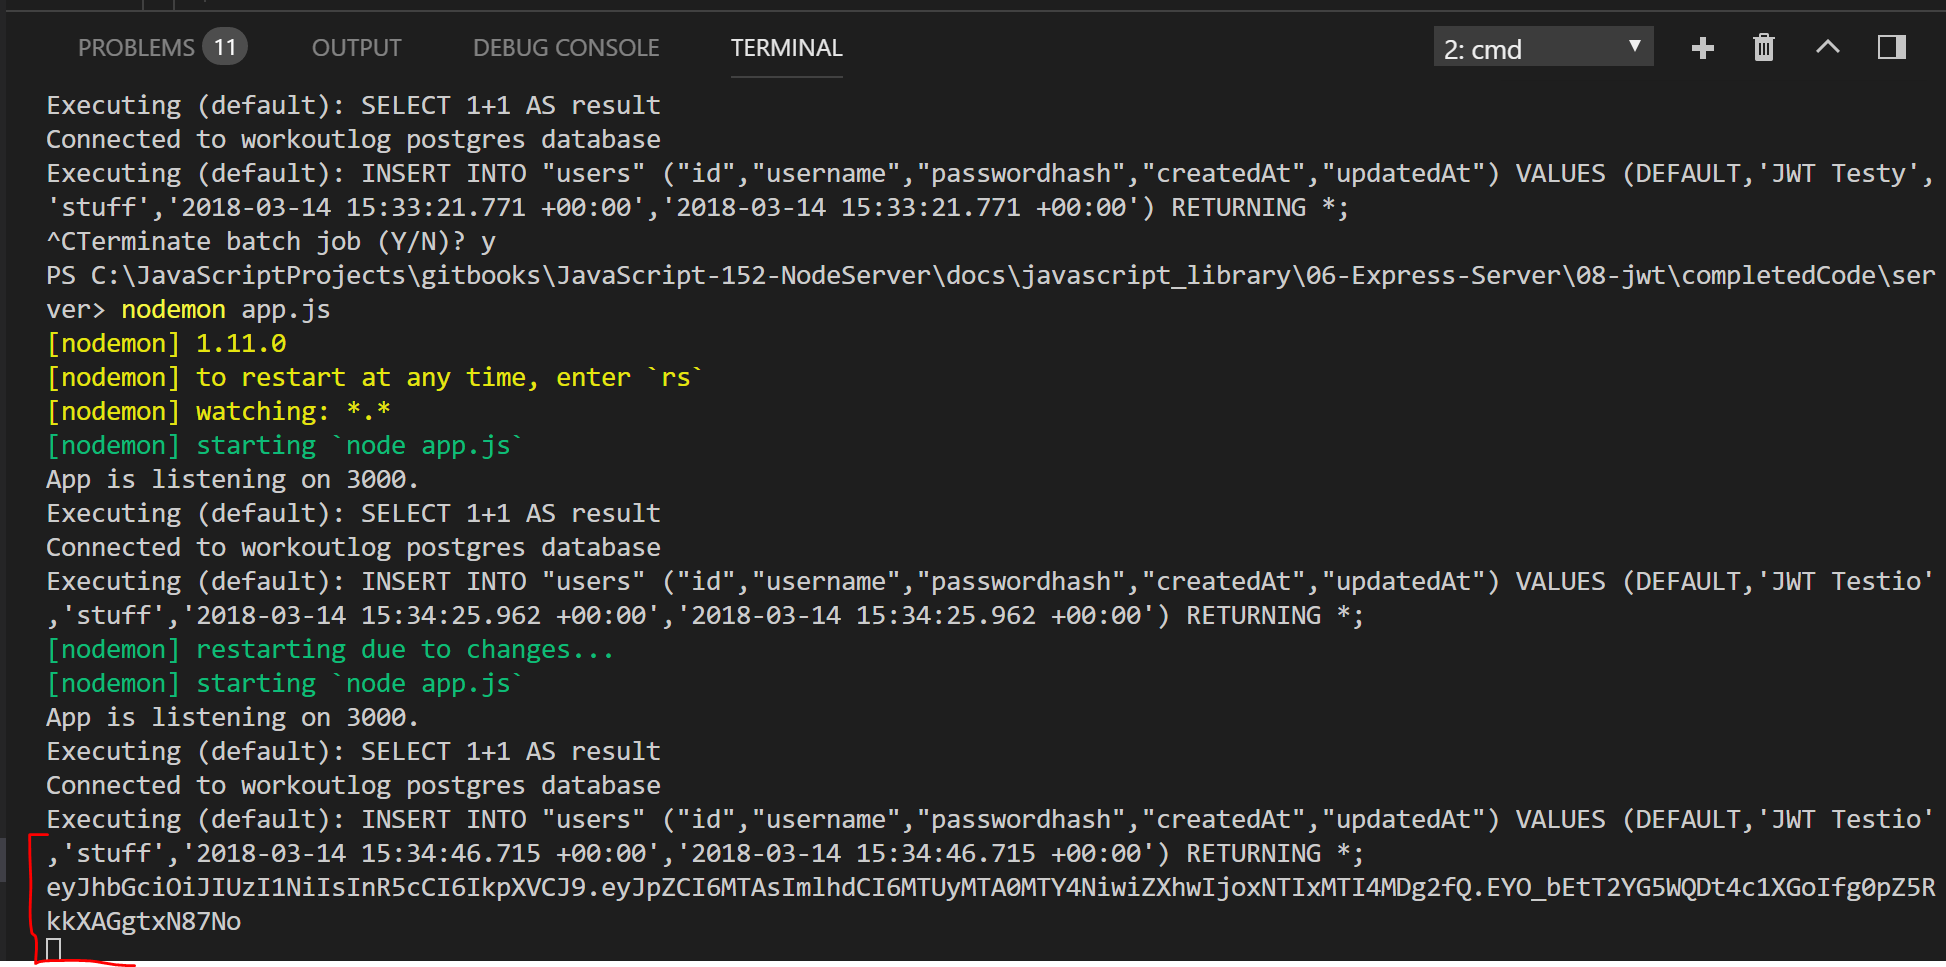 PROBLEMS 11 OUTPUT DEBUG CONSOLE TERMINAL 2: cmd
Executing (default): SELECT 1+1 AS result
Connected to workoutlog postgres database
Executing (default): INSERT INTO "users" ("id","username","passwordhash","createdAt","updatedAt") VALUES (DEFAULT,'JWT Testy',
'stuff','2018-03-14 15:33:21.771 +00:00','2018-03-14 15:33:21.771 +00:00') RETURNING *;
^CTerminate batch job (Y/N)? y
PS C:\JavaScriptProjects\gitbooks\JavaScript-152-NodeServer\docs\javascript_library\06-Express-Server\08-jwt\completedCode\ser
ver> nodemon app.js
[nodemon] 1.11.0
[nodemon] to restart at any time, enter `rs`
[nodemon] watching: *.*
[nodemon] starting `node app.js`
App is listening on 3000.
Executing (default): SELECT 1+1 AS result
Connected to workoutlog postgres database
Executing (default): INSERT INTO "users" ("id","username","passwordhash","createdAt","updatedAt") VALUES (DEFAULT,'JWT Testio'
,'stuff','2018-03-14 15:34:25.962 +00:00','2018-03-14 15:34:25.962 +00:00') RETURNING *;
[nodemon] restarting due to changes...
[nodemon] starting `node app.js`
App is listening on 3000.
Executing (default): SELECT 1+1 AS result
Connected to workoutlog postgres database
Executing (default): INSERT INTO "users" ("id","username","passwordhash","createdAt","updatedAt") VALUES (DEFAULT,'JWT Testio'
,'stuff','2018-03-14 15:34:46.715 +00:00','2018-03-14 15:34:46.715 +00:00') RETURNING *;
eyJhbGciOiJIUzI1NiIsInR5cCI6IkpXVCJ9.eyJpZCI6MTAsImlhdCI6MTUyMTA0MTY4NiwiZXhwIjoxNTIxMTI4MDg2fQ.EYO_bEtT2YG5WQDt4c1XGoIfg0pZ5R
kkXAGgtxN87No